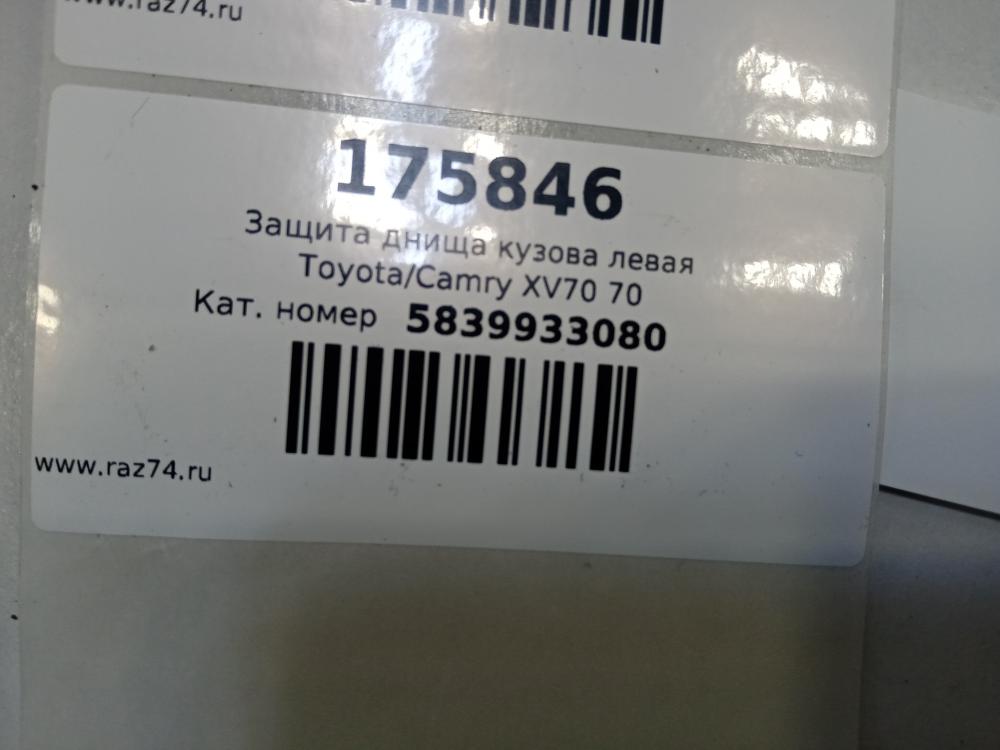 www.raz74.ru
175846
Защита днища кузова левая
Toyota/Camry XV70 70
Кат. номер 5839933080
www.raz74.ru